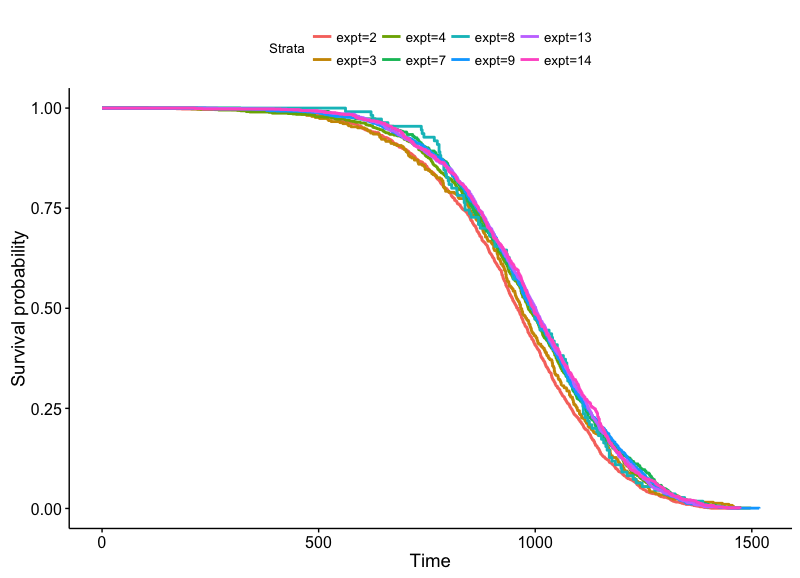 Strata
expt=2 expt=4 expt=8 expt=13
expt=3 expt=7 expt=9 expt=14
1.00
0.75
0.50
0.25
0.00
Survival probability
0 500 1000 1500
Time